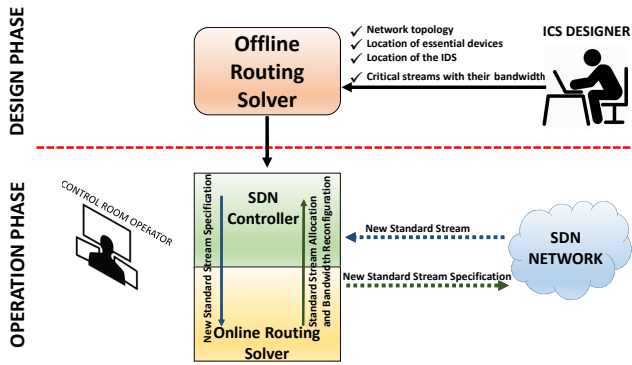 DESIGN PHASE
Offline
Routing
Solver
✓ Network topology
✓ Location of essential devices
✓ Location of the IDS
✓ Critical streams with their bandwidth
ICS DESIGNER
OPERATION PHASE
CONTROL ROOM OPERATOR
New Standard Stream Specification
SDN
Controller
Standard Stream Allocation
and Bandwidth Reconfiguration
Online Routing
Solver
New Standard Stream
New Standard Stream Specification
SDN
NETWORK